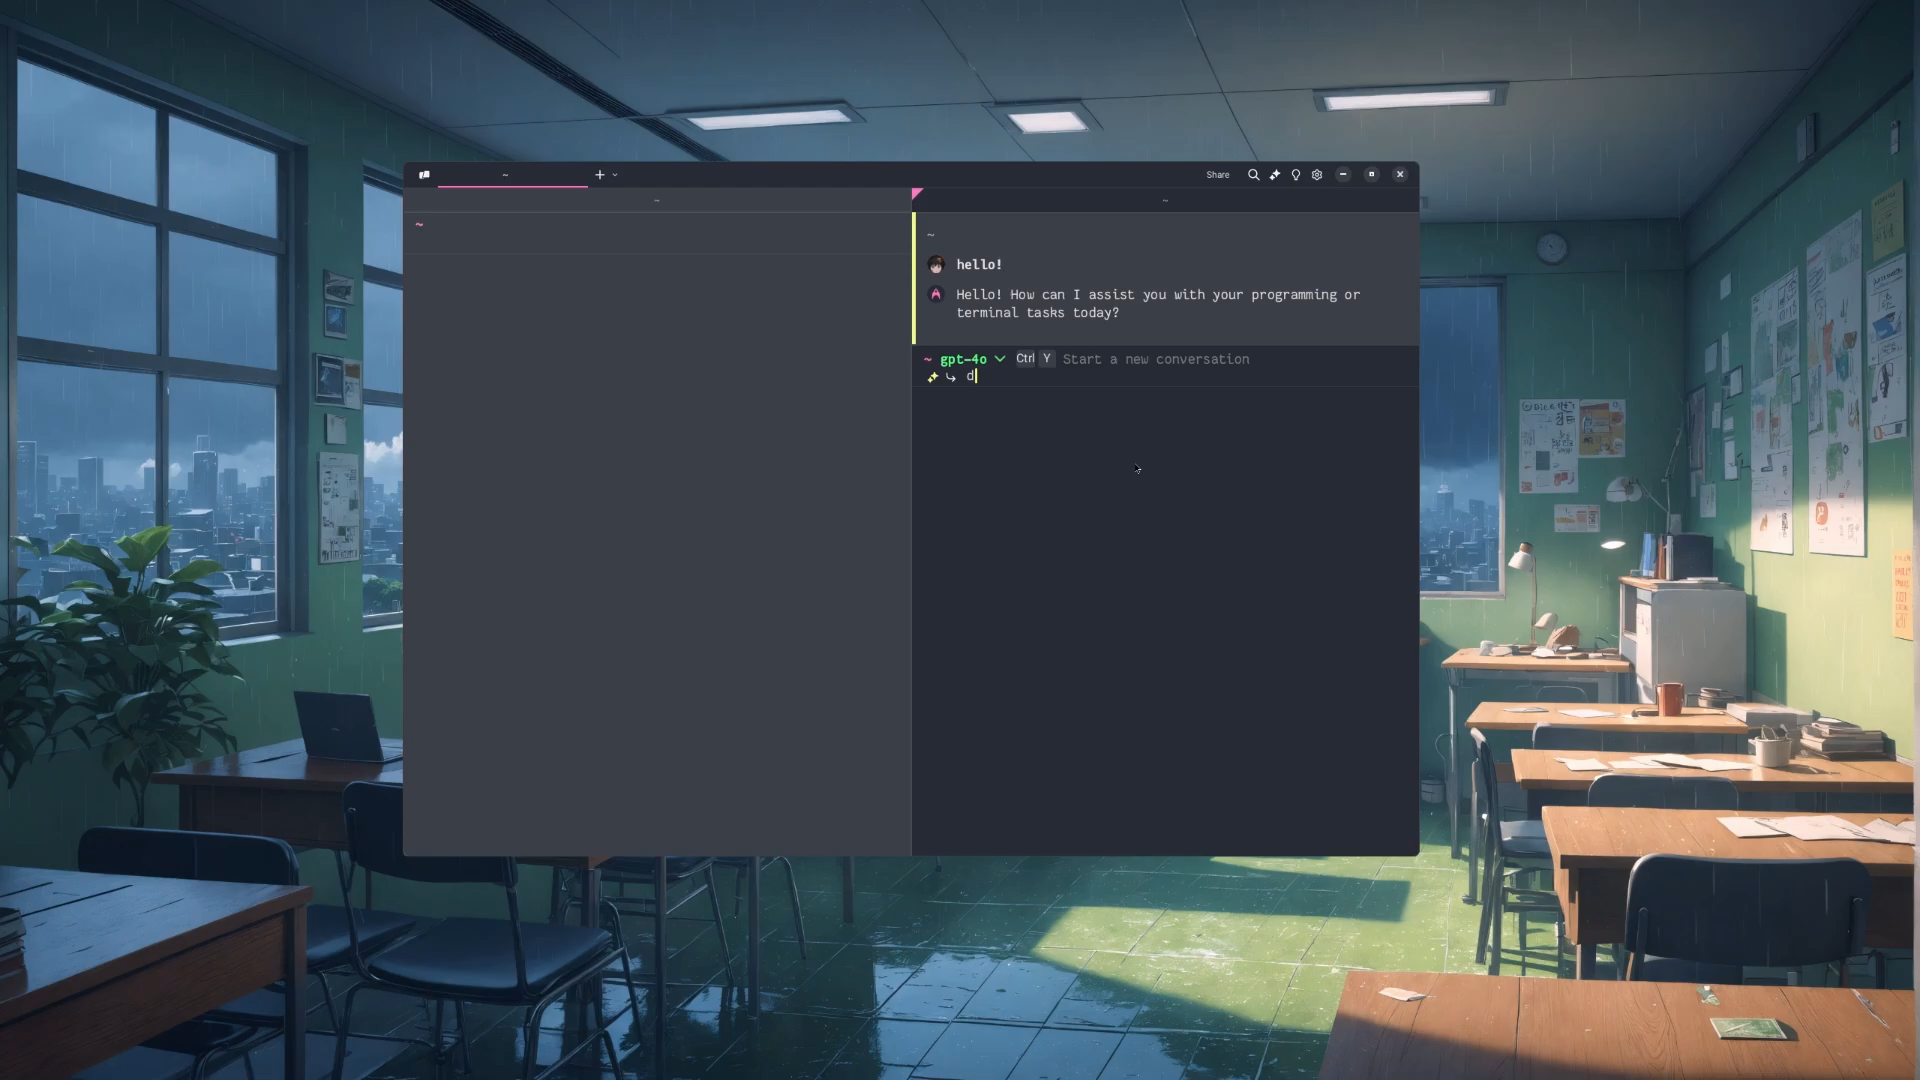 ~
Share
~
~
~
~
hello!
Hello! How can I assist you with your programming or
terminal tasks today?
~ gpt-4o Ctrl Y Start a new conversation
d